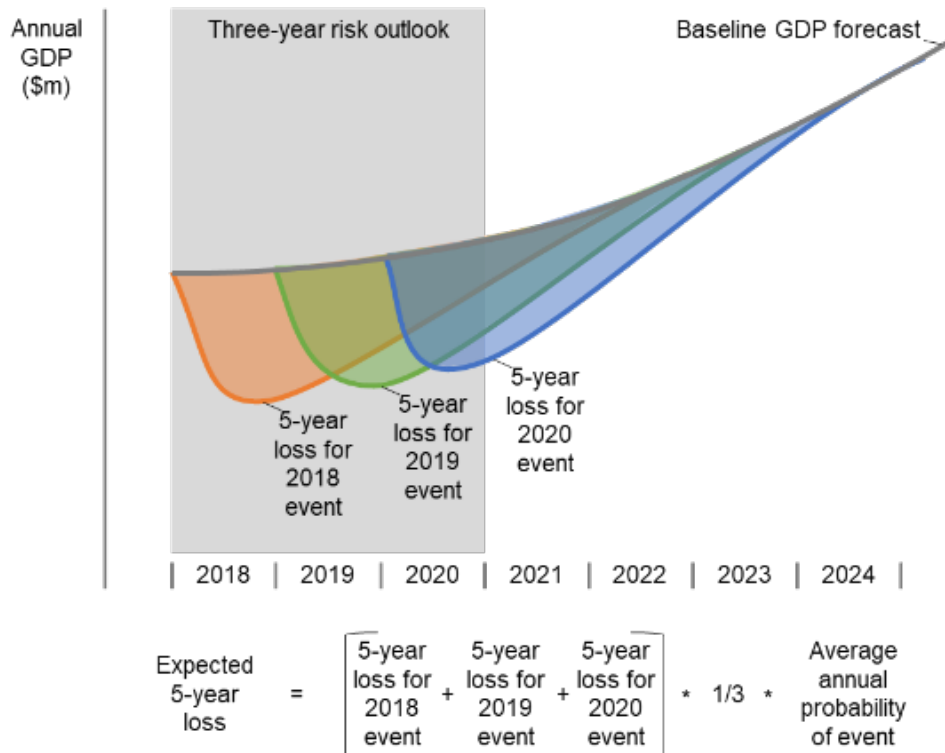 Annual
GDP
($m)
Three-year risk outlook
Baseline GDP forecast
5-year
loss for
2018
event
5-year
loss for
2019
event
5-year
loss for
2020
event
| 2018 | 2019 | 2020 | 2021 | 2022 | 2023 | 2024 |
Expected
5-year
loss
=
5-year
loss for
2018
event
+
5-year
loss for
2019
event
+
5-year
loss for
2020
event
* 1/3 *
Average
annual
probability
of event